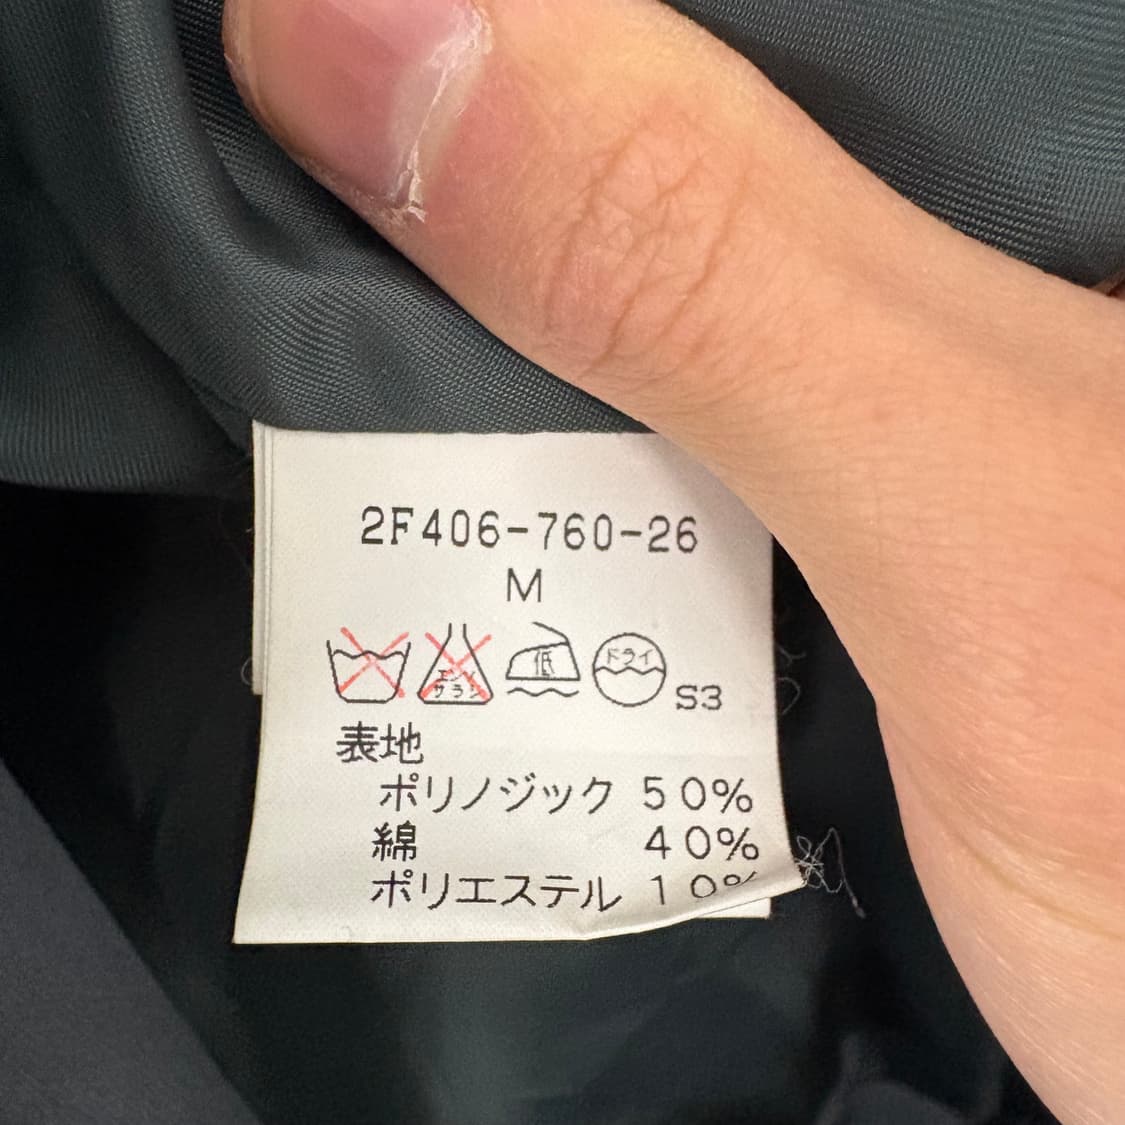 2F406-760-26
M
エンソ
サラシ
低
ドライ
S3
表地
ポリノジック 50%
綿 40%
ポリエステル 10%